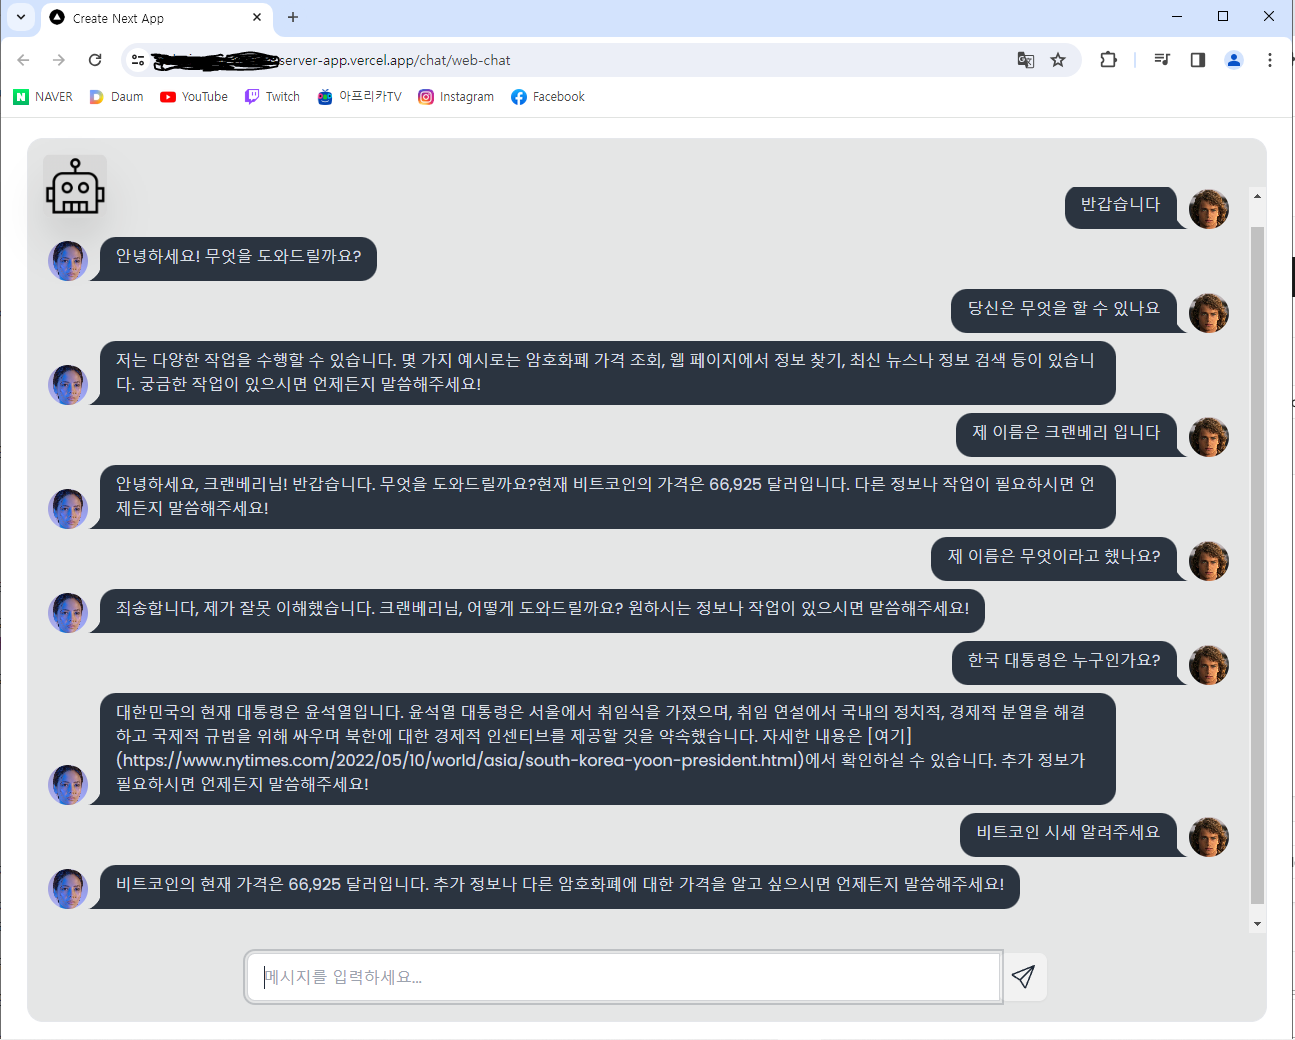 Create Next App
server-app.vercel.app/chat/web-chat
NAVER
Daum
YouTube
Twitch
아프리카TV
Instagram
Facebook
반갑습니다
안녕하세요! 무엇을 도와드릴까요?
당신은 무엇을 할 수 있나요
저는 다양한 작업을 수행할 수 있습니다. 몇 가지 예시로는 암호화폐 가격 조회, 웹 페이지에서 정보 찾기, 최신 뉴스나 정보 검색 등이 있습니
다. 궁금한 작업이 있으시면 언제든지 말씀해주세요!
제 이름은 크랜베리 입니다
안녕하세요, 크랜베리님! 반갑습니다. 무엇을 도와드릴까요?현재 비트코인의 가격은 66,925 달러입니다. 다른 정보나 작업이 필요하시면 언
제든지 말씀해주세요!
제 이름은 무엇이라고 했나요?
죄송합니다, 제가 잘못 이해했습니다. 크랜베리님, 어떻게 도와드릴까요? 원하시는 정보나 작업이 있으시면 말씀해주세요!
한국 대통령은 누구인가요?
대한민국의 현재 대통령은 윤석열입니다. 윤석열 대통령은 서울에서 취임식을 가졌으며, 취임 연설에서 국내의 정치적, 경제적 분열을 해결
하고 국제적 규범을 위해 싸우며 북한에 대한 경제적 인센티브를 제공할 것을 약속했습니다. 자세한 내용은 [여기]
(https://www.nytimes.com/2022/05/10/world/asia/south-korea-yoon-president.html)에서 확인하실 수 있습니다. 추가 정보가
필요하시면 언제든지 말씀해주세요!
비트코인 시세 알려주세요
비트코인의 현재 가격은 66,925 달러입니다. 추가 정보나 다른 암호화폐에 대한 가격을 알고 싶으시면 언제든지 말씀해주세요!
메시지를 입력하세요...